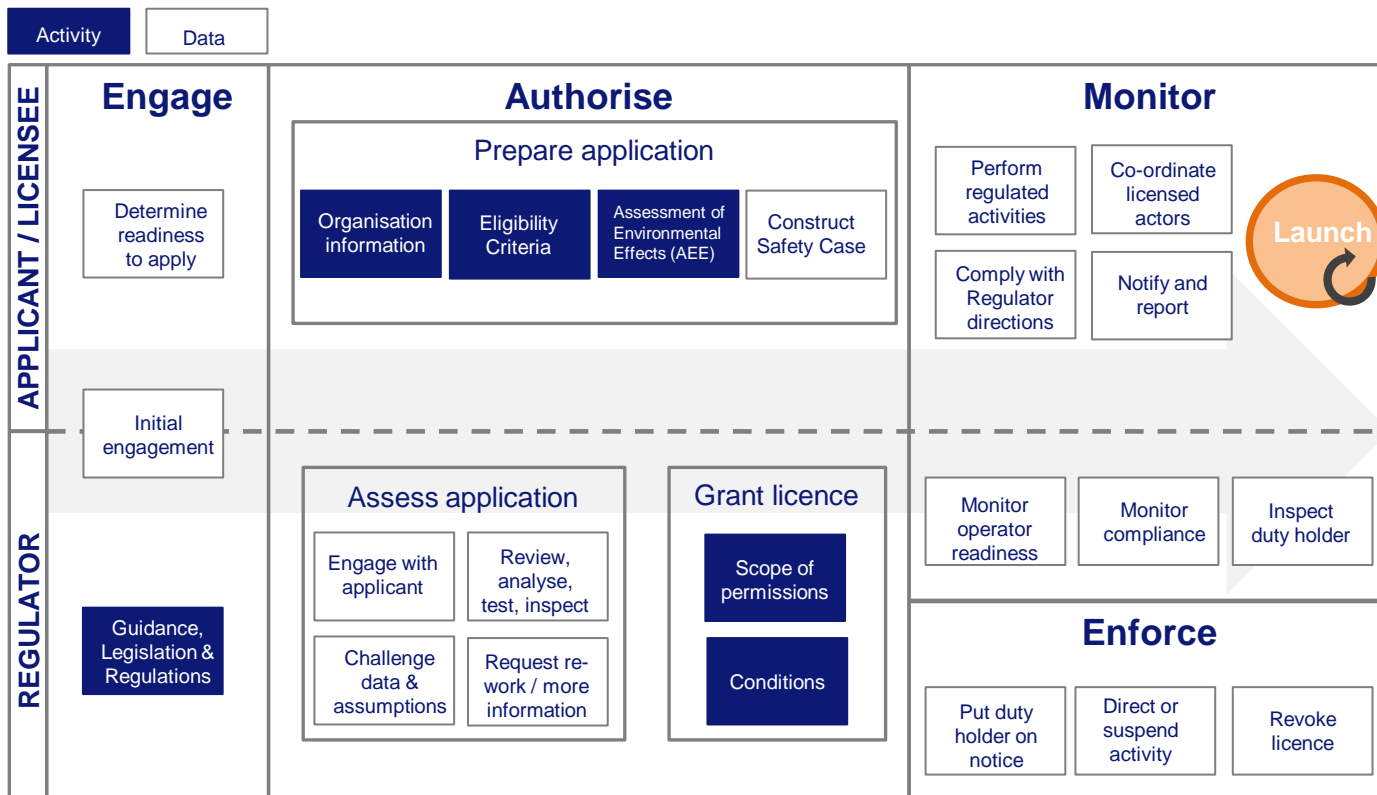 Activity
Data
APPLICANT / LICENSEE
REGULATOR
Engage
Determine
readiness
to apply
Initial
engagement
Guidance,
Legislation &
Regulations
Authorise
Prepare application
Organisation
information
Eligibility
Criteria
Assessment of
Environmental
Effects (AEE)
Construct
Safety Case
Assess application
Engage with
applicant
Review,
analyse,
test, inspect
Challenge
data &
assumptions
Request re-
work / more
information
Grant licence
Scope of
permissions
Conditions
Monitor
Perform
regulated
activities
Co-ordinate
licensed
actors
Comply with
Regulator
directions
Notify and
report
Launch
Monitor
operator
readiness
Monitor
compliance
Inspect
duty holder
Enforce
Put duty
holder on
notice
Direct or
suspend
activity
Revoke
licence